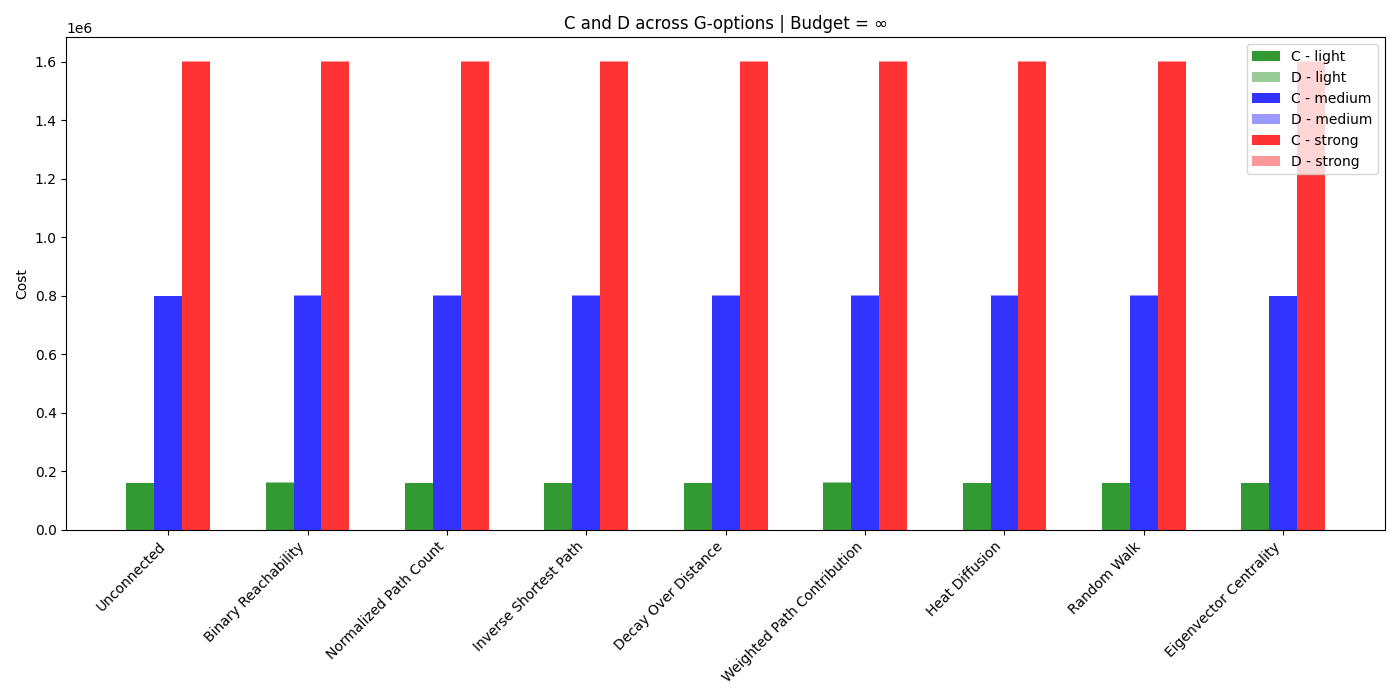 C and D across G-options | Budget = ∞
1e6
C - light
D - light
C - medium
D - medium
C - strong
D - strong
Cost
1.6
1.4
1.2
1.0
0.8
0.6
0.4
0.2
0.0
Unconnected
Binary Reachability
Normalized Path Count
Inverse Shortest Path
Decay Over Distance
Weighted Path Contribution
Heat Diffusion
Random Walk
Eigenvector Centrality